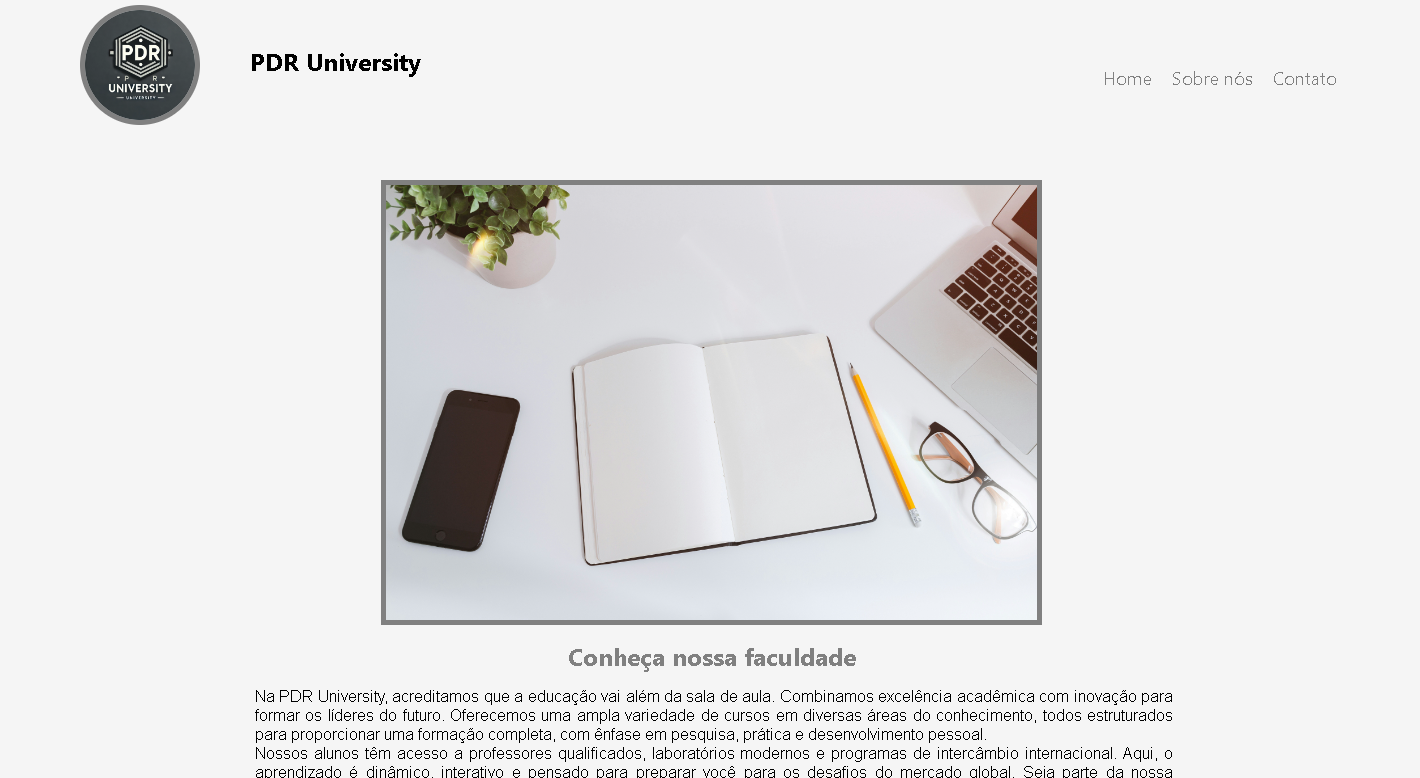 PDR
P R
UNIVERSITY
UNIVERSITY
PDR University
Home Sobre nós Contato
Conheça nossa faculdade
Na PDR University, acreditamos que a educação vai além da sala de aula. Combinamos excelência acadêmica com inovação para
formar os líderes do futuro. Oferecemos uma ampla variedade de cursos em diversas áreas do conhecimento, todos estruturados
para proporcionar uma formação completa, com ênfase em pesquisa, prática e desenvolvimento pessoal.
Nossos alunos têm acesso a professores qualificados, laboratórios modernos e programas de intercâmbio internacional. Aqui, o
aprendizado é dinâmico, interativo e pensado para preparar você para os desafios do mercado global. Seja parte da nossa